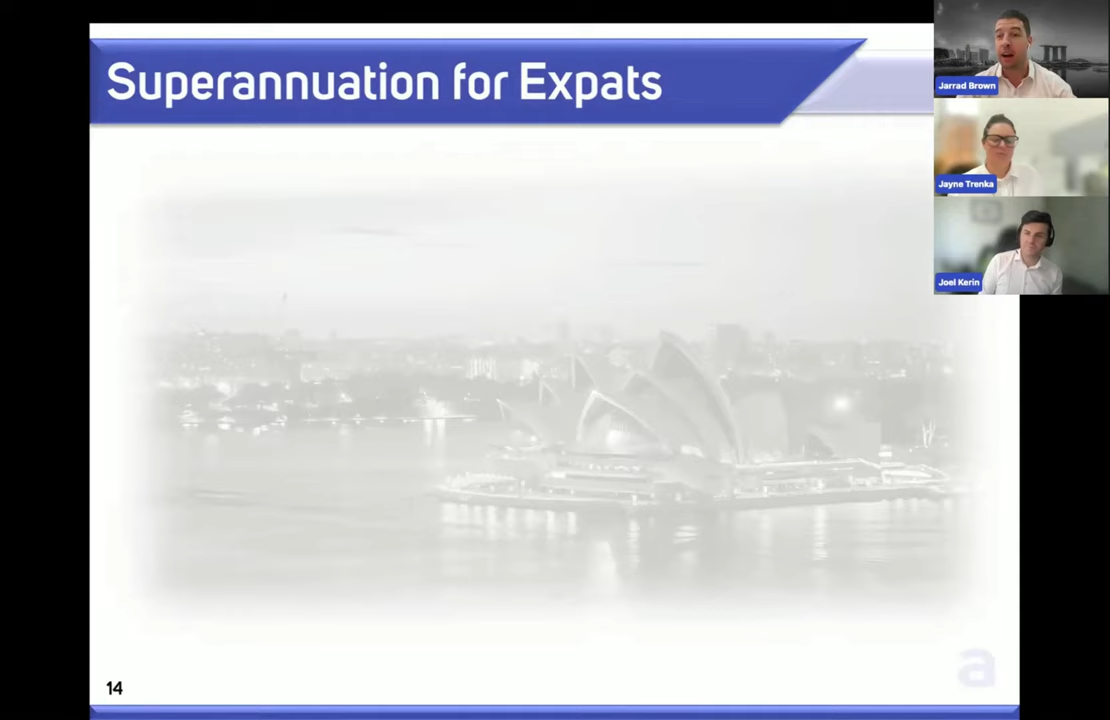 Superannuation for Expats
Jarrad Brown
Jayne Trenka
Joel Kerin
14
a